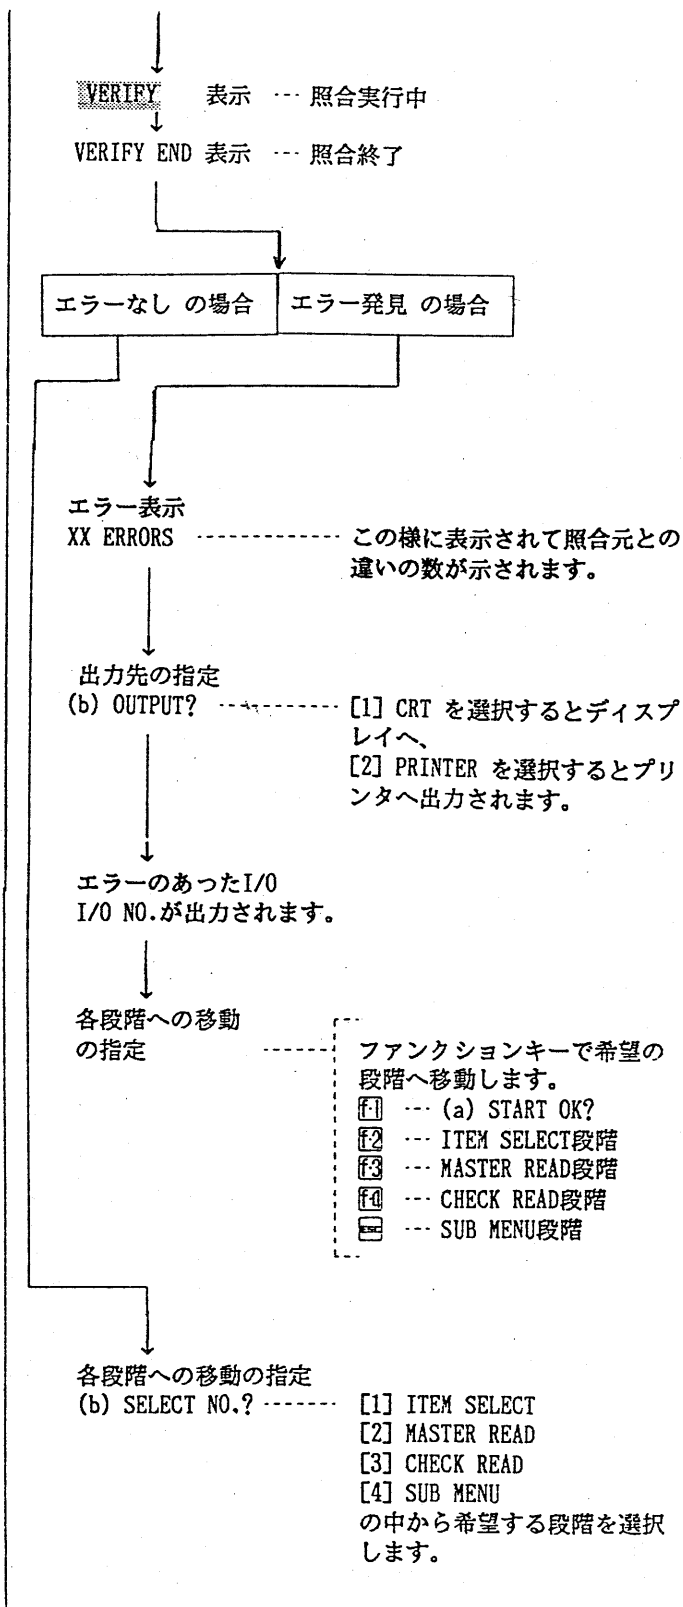 VERIFY 表示 --- 照合実行中
VERIFY END 表示 --- 照合終了
エラーなし の場合 エラー発見 の場合
エラー表示
XX ERRORS ------------- この様に表示されて照合元との
違いの数が示されます。
出力先の指定
(b) OUTPUT? ------------ [1] CRT を選択するとディスプ
レイへ、
[2] PRINTER を選択するとプリ
ンタへ出力されます。
エラーのあったI/O
I/O NO.が出力されます。
各段階への移動
の指定 -------
ファンクションキーで希望の
段階へ移動します。
f・1 --- (a) START OK?
f・2 --- ITEM SELECT段階
f・3 --- MASTER READ段階
f・4 --- CHECK READ段階
ESC --- SUB MENU段階
各段階への移動の指定
(b) SELECT NO.? ------- [1] ITEM SELECT
[2] MASTER READ
[3] CHECK READ
[4] SUB MENU
の中から希望する段階を選択
します。